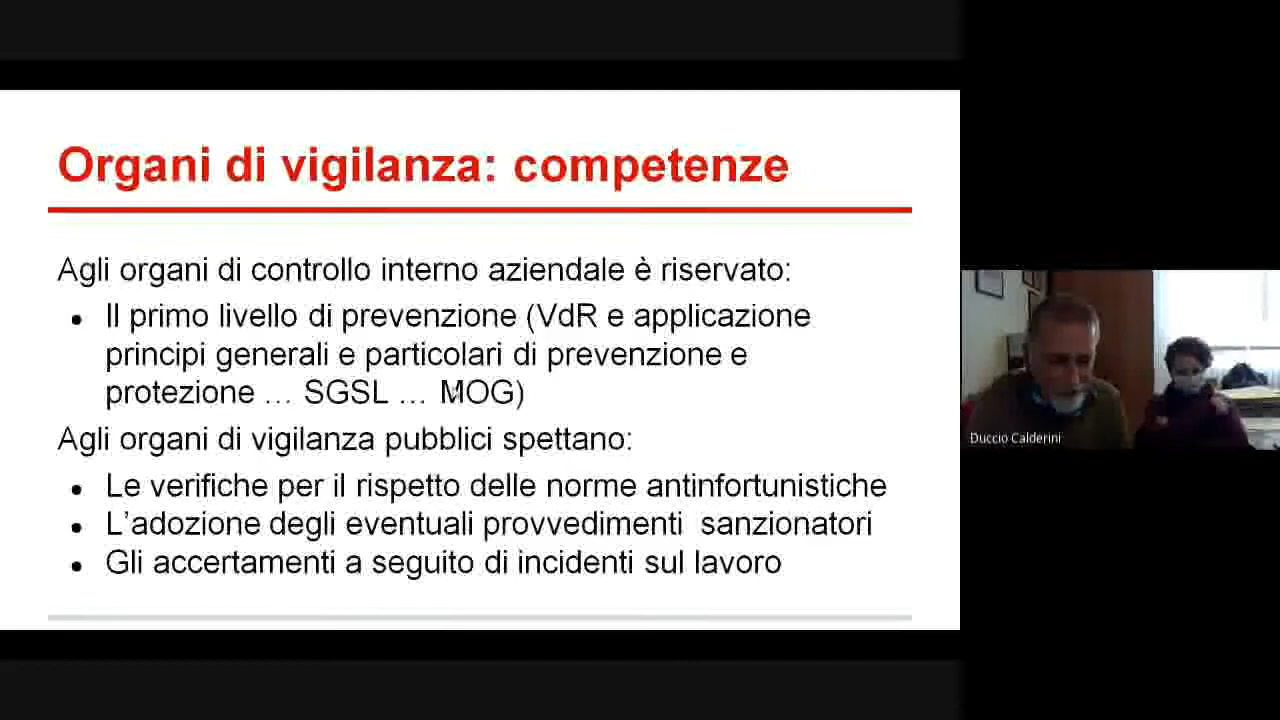 Organi di vigilanza: competenze
Agli organi di controllo interno aziendale è riservato:
• Il primo livello di prevenzione (VdR e applicazione
principi generali e particolari di prevenzione e
protezione … SGSL … MOG)
Agli organi di vigilanza pubblici spettano:
• Le verifiche per il rispetto delle norme antinfortunistiche
• L’adozione degli eventuali provvedimenti  sanzionatori
• Gli accertamenti a seguito di incidenti sul lavoro
Duccio Calderini